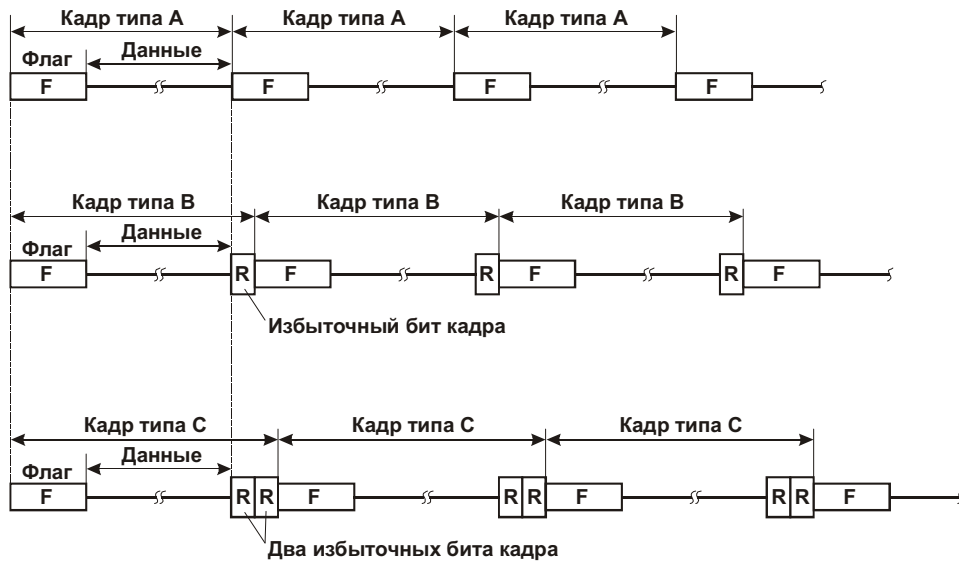 Кадр типа А Кадр типа А Кадр типа А
Флаг Данные
F F F F
Кадр типа В Кадр типа В Кадр типа В
Флаг Данные
F R F R F R F
Избыточный бит кадра
Кадр типа С Кадр типа С Кадр типа С
Флаг Данные
F R R F R R F R R F
Два избыточных бита кадра